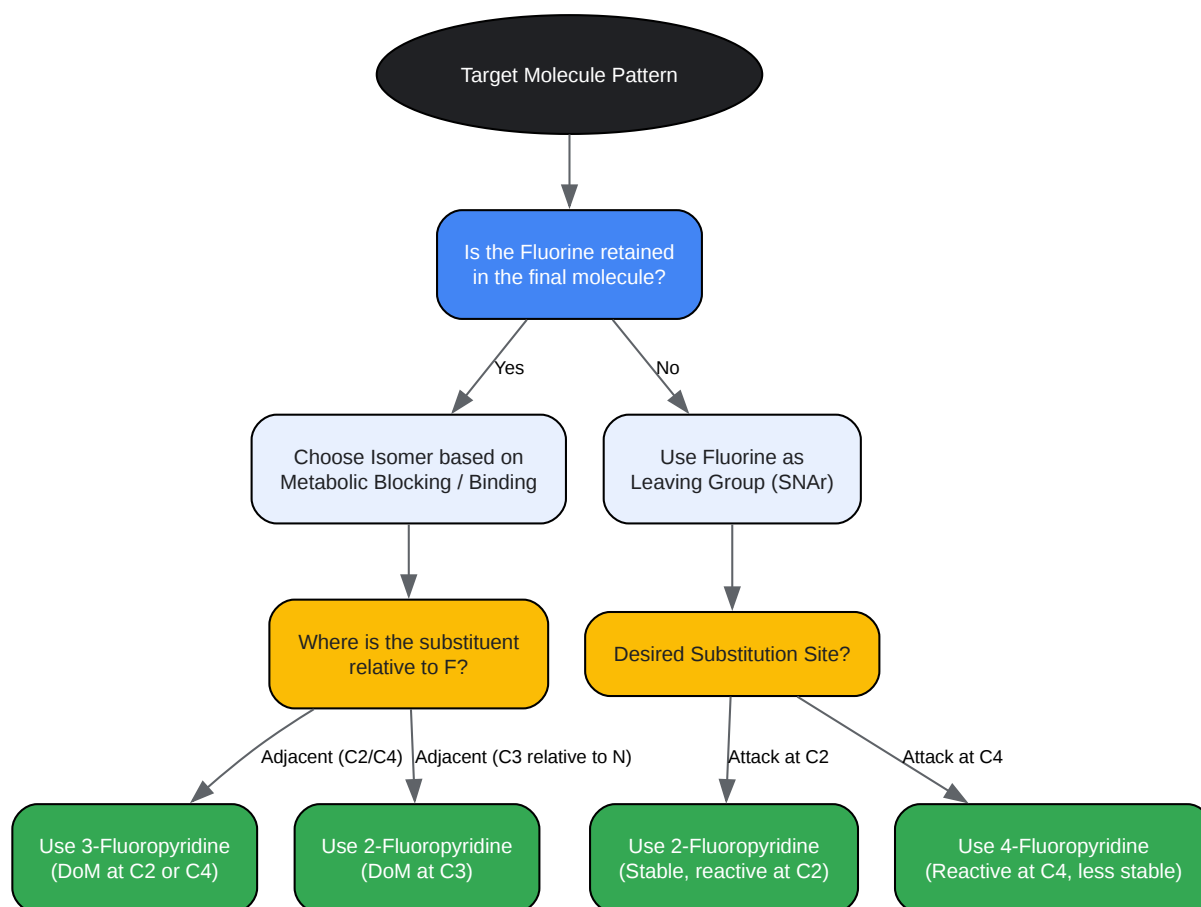 Target Molecule Pattern
Is the Fluorine retained
in the final molecule?
Yes
No
Choose Isomer based on
Metabolic Blocking / Binding
Use Fluorine as
Leaving Group (SNAr)
Where is the substituent
relative to F?
Desired Substitution Site?
Adjacent (C2/C4)
Adjacent (C3 relative to N)
Attack at C2
Attack at C4
Use 3-Fluoropyridine
(DoM at C2 or C4)
Use 2-Fluoropyridine
(DoM at C3)
Use 2-Fluoropyridine
(Stable, reactive at C2)
Use 4-Fluoropyridine
(Reactive at C4, less stable)